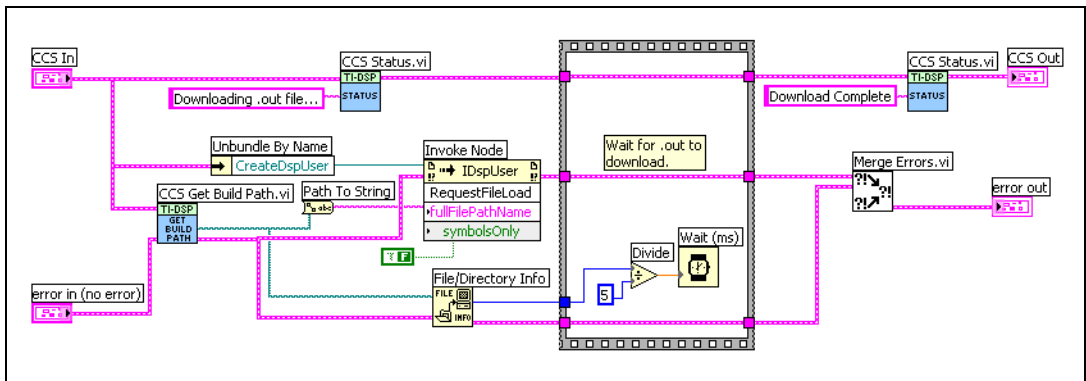 CCS In
CCS Status.vi
TI-DSP
STATUS
Downloading .out file...
CCS Status.vi
TI-DSP
STATUS
CCS Out
Download Complete
Unbundle By Name
CreateDspUser
Invoke Node
IDspUser
RequestFileLoad
fullFilePathName
symbolsOnly
Wait for .out to
download.
Merge Errors.vi
?!
?!
?!
error out
CCS Get Build Path.vi
TI-DSP
GET
BUILD
PATH
Path To String
abc
F
Divide
Wait (ms)
5
File/Directory Info
FILE
INFO
error in (no error)